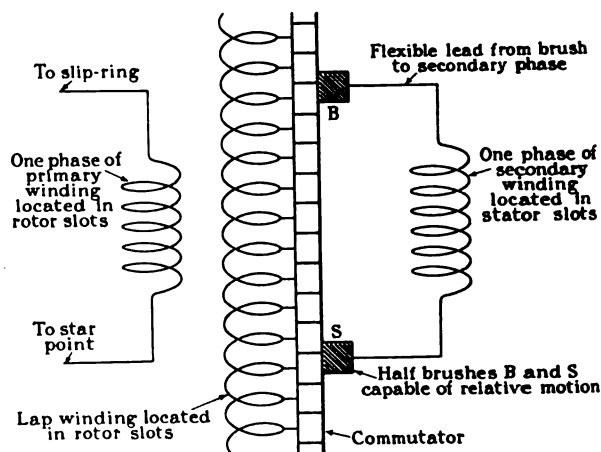 To slip-ring
Flexible lead from brush
to secondary phase
B
One phase of
primary
winding
located in
rotor slots
One phase of
secondary
winding
located in
stator slots
To star
point
S
Half brushes B and S
capable of relative motion
Lap winding located
in rotor slots
Commutator